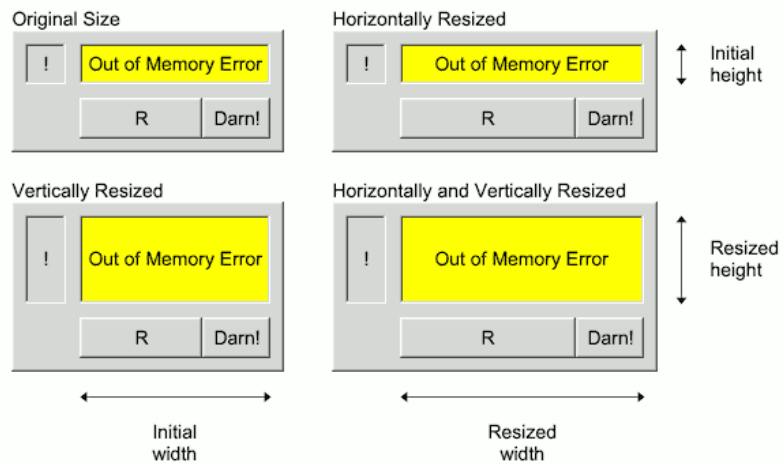 Original Size
! Out of Memory Error
R Darn!
Horizontally Resized
! Out of Memory Error
R Darn!
Initial
height
Vertically Resized
! Out of Memory Error
R Darn!
Horizontally and Vertically Resized
! Out of Memory Error
R Darn!
Resized
height
Initial
width
Resized
width